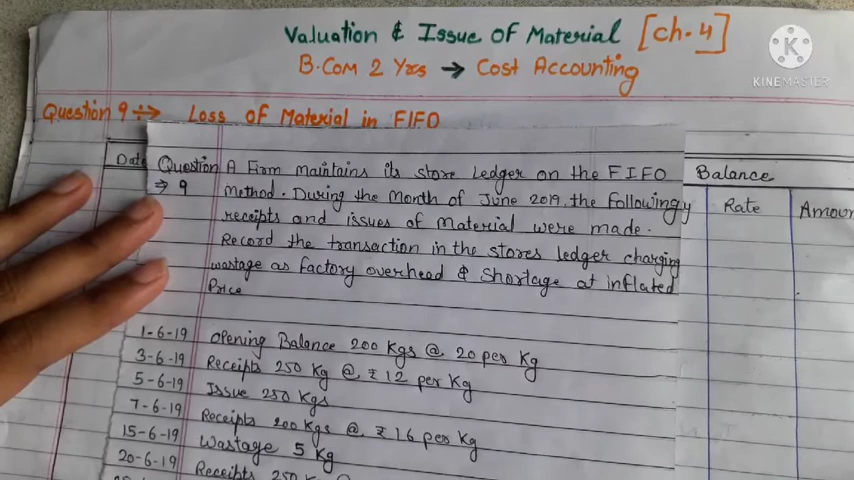 Valuation & Issue Of Material [Ch. 4]
B.Com 2 Yrs → Cost Accounting
K
KINEMASTER
Question 9 ÷→ Loss of Material in FIFO
Date
Balance
Rate
Amoun
Question A Firm maintains its store Ledger on the FIFO
⇒ 9 method. During the Month of June 2019, the following
receipts and issues of Material were made.
Record the transaction in the stores ledger charging
wastage as factory overhead & Shortage at inflated
Price
1-6-19 Opening Balance 200 Kgs @ 20 per Kg
3-6-19 Receipts 250 Kg @ ₹12 per Kg
5-6-19 Issue 250 Kgs
7-6-19 Receipts 200 Kgs @ ₹16 per Kg
15-6-19 Wastage 5 Kg
20-6-19 Receipts 250